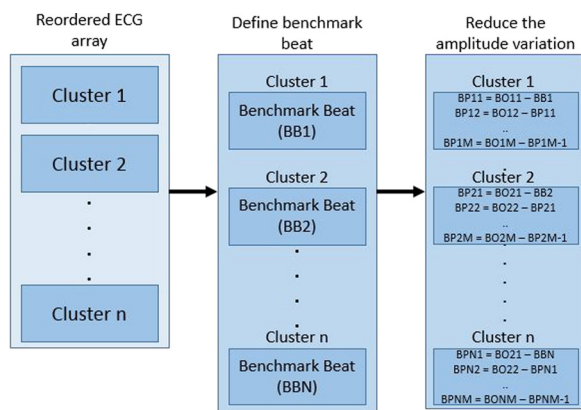 Reordered ECG
array
Cluster 1
Cluster 2
Cluster n
Define benchmark
beat
Cluster 1
Benchmark Beat
(BB1)
Cluster 2
Benchmark Beat
(BB2)
Cluster n
Benchmark Beat
(BBN)
Reduce the
amplitude variation
Cluster 1
BP11 = BO11 – BB1
BP12 = BO12 – BP11
..
BP1M = BO1M – BP1M-1
Cluster 2
BP21 = BO21 – BB2
BP22 = BO22 – BP21
..
BP2M = BO2M – BP2M-1
Cluster n
BPN1 = BO21 – BBN
BPN2 = BO22 – BPN1
..
BPNM = BONM – BPNM-1